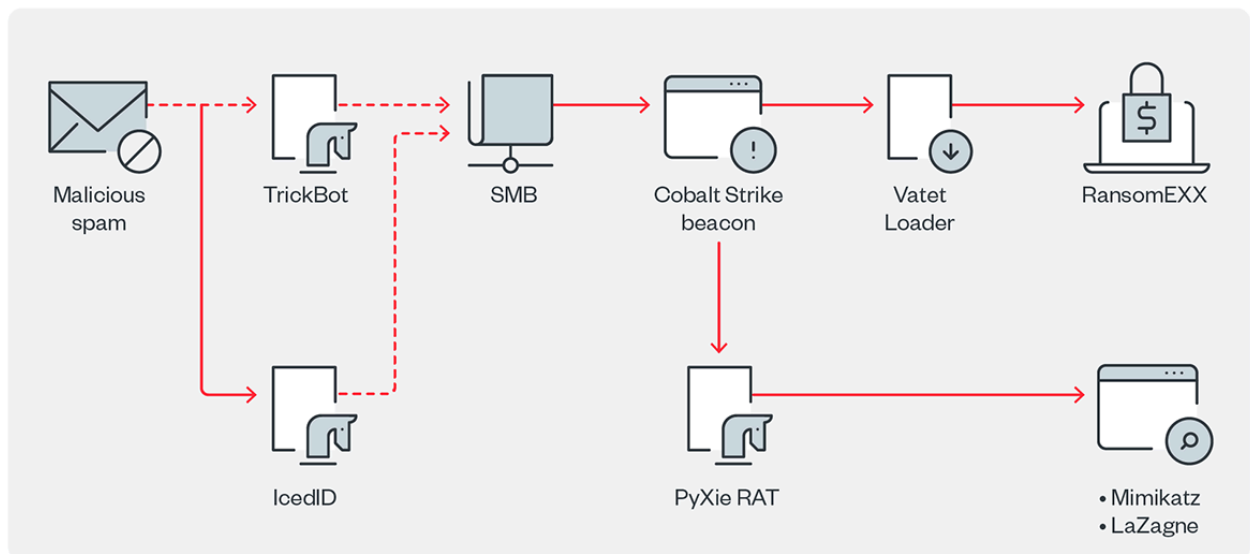 Malicious
spam
TrickBot
SMB
Cobalt Strike
beacon
Vatet
Loader
$
RansomEXX
IcedID
PyXie RAT
• Mimikatz
• LaZagne